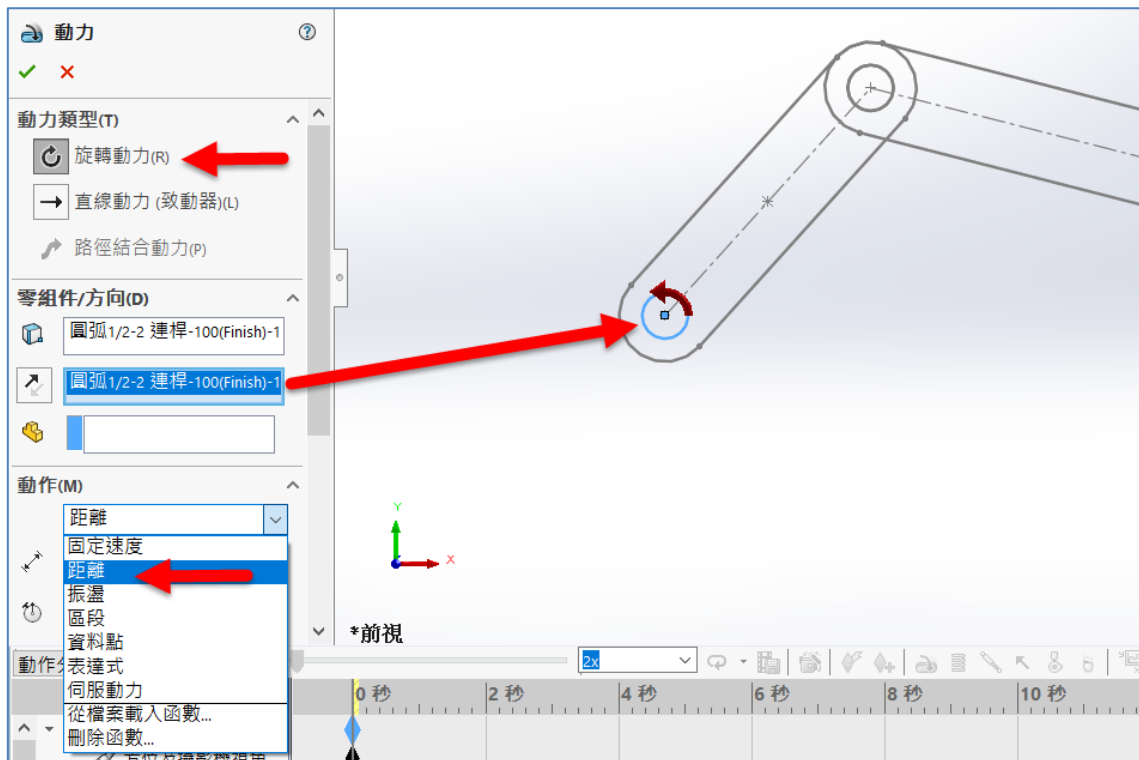 動力
動力類型(T)
旋轉動力(R)
直線動力 (致動器)(L)
路徑結合動力(P)
零組件/方向(D)
圓弧1/2-2 連桿-100(Finish)-1
圓弧1/2-2 連桿-100(Finish)-1
動作(M)
距離
固定速度
距離
振盪
區段
資料點
表達式
伺服動力
從檔案載入函數...
刪除函數...
Y
X
*前視
動作
2x
0 秒
2 秒
4 秒
6 秒
8 秒
10 秒